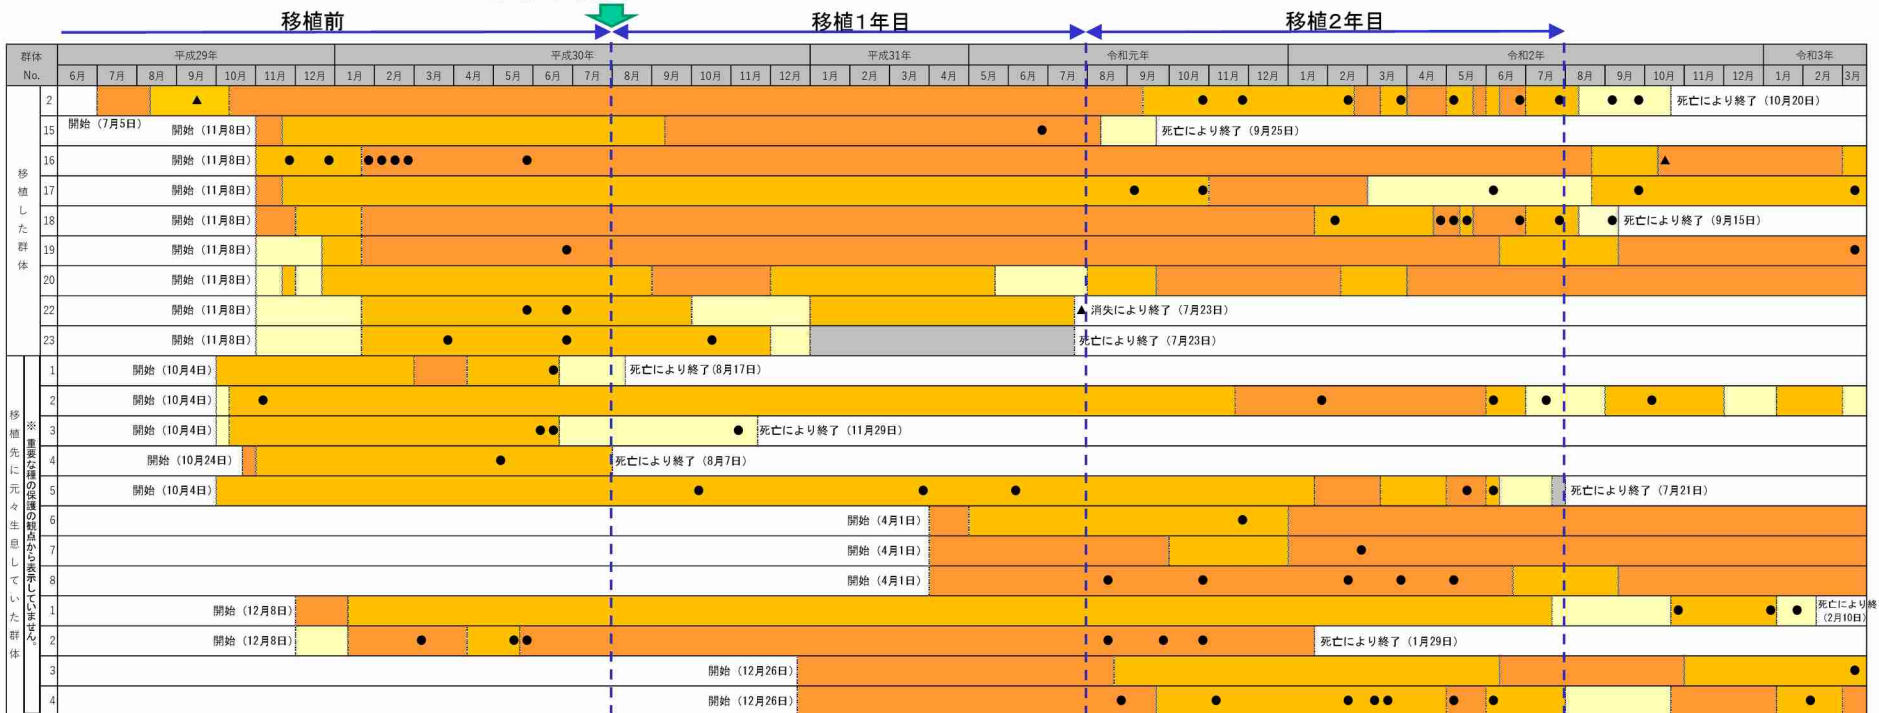 移植前 移植1年目 移植2年目
群体 No. 平成29年 平成30年 平成31年 令和元年 令和2年 令和3年
6月 7月 8月 9月 10月 11月 12月 1月 2月 3月 4月 5月 6月 7月 8月 9月 10月 11月 12月 1月 2月 3月 4月 5月 6月 7月 8月 9月 10月 11月 12月 1月 2月 3月 4月 5月 6月 7月 8月 9月 10月 11月 12月 1月 2月 3月
移植した群体
2 開始（7月5日） 死亡により終了（10月20日）
15 開始（11月8日） 死亡により終了（9月25日）
16 開始（11月8日）
17 開始（11月8日）
18 開始（11月8日） 死亡により終了（9月15日）
19 開始（11月8日）
20 開始（11月8日）
22 開始（11月8日） 消失により終了（7月23日）
23 開始（11月8日） 死亡により終了（7月23日）
移植先に元々生息していた群体
※ 重要な種の保護の観点から表示していません。
1 開始（10月4日） 死亡により終了(8月17日)
2 開始（10月4日）
3 開始（10月4日） 死亡により終了（11月29日）
4 開始（10月24日） 死亡により終了（8月7日）
5 開始（10月4日） 死亡により終了（7月21日）
6 開始（4月1日）
7 開始（4月1日）
8 開始（4月1日）
1 開始（12月8日） 死亡により終
（2月10日）
2 開始（12月8日） 死亡により終了（1月29日）
3 開始（12月26日）
4 開始（12月26日）